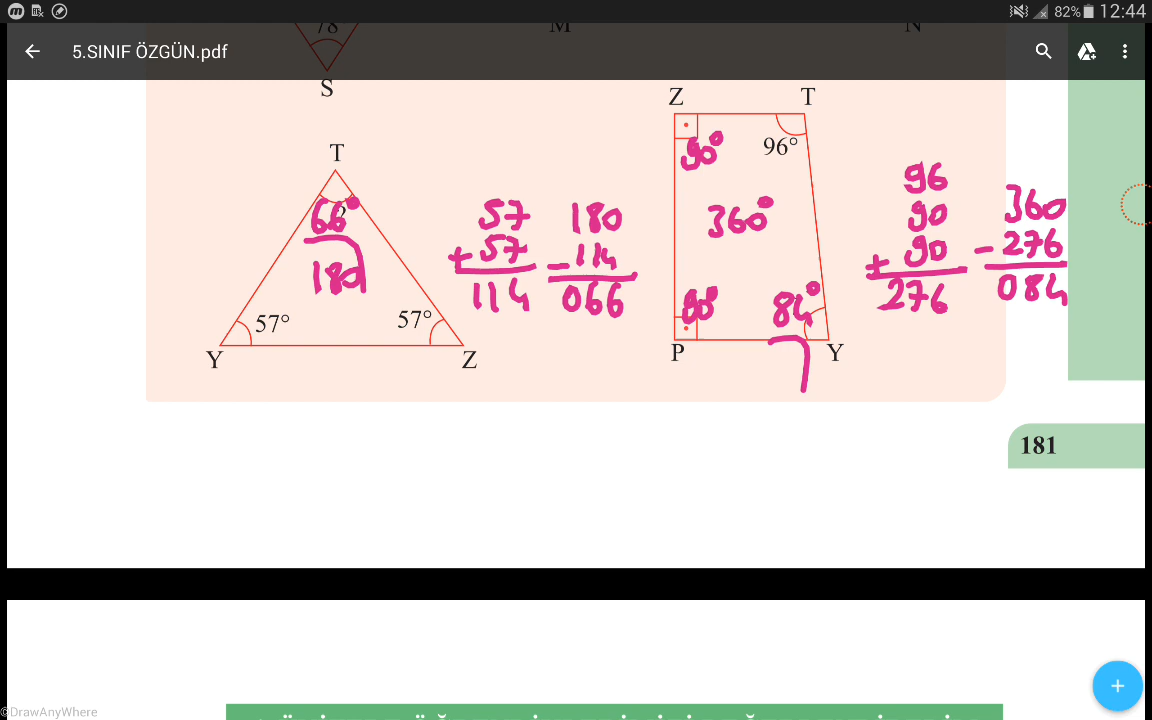 82% 12:44
5.SINIF ÖZGÜN.pdf
78
M
N
S
T
66°
180
57°
57°
Y
Z
57
+ 57
114
180
- 114
066
Z
T
90°
96°
360°
90°
84°
P
Y
96
90
+ 90
276
360
- 276
084
181
©DrawAnyWhere